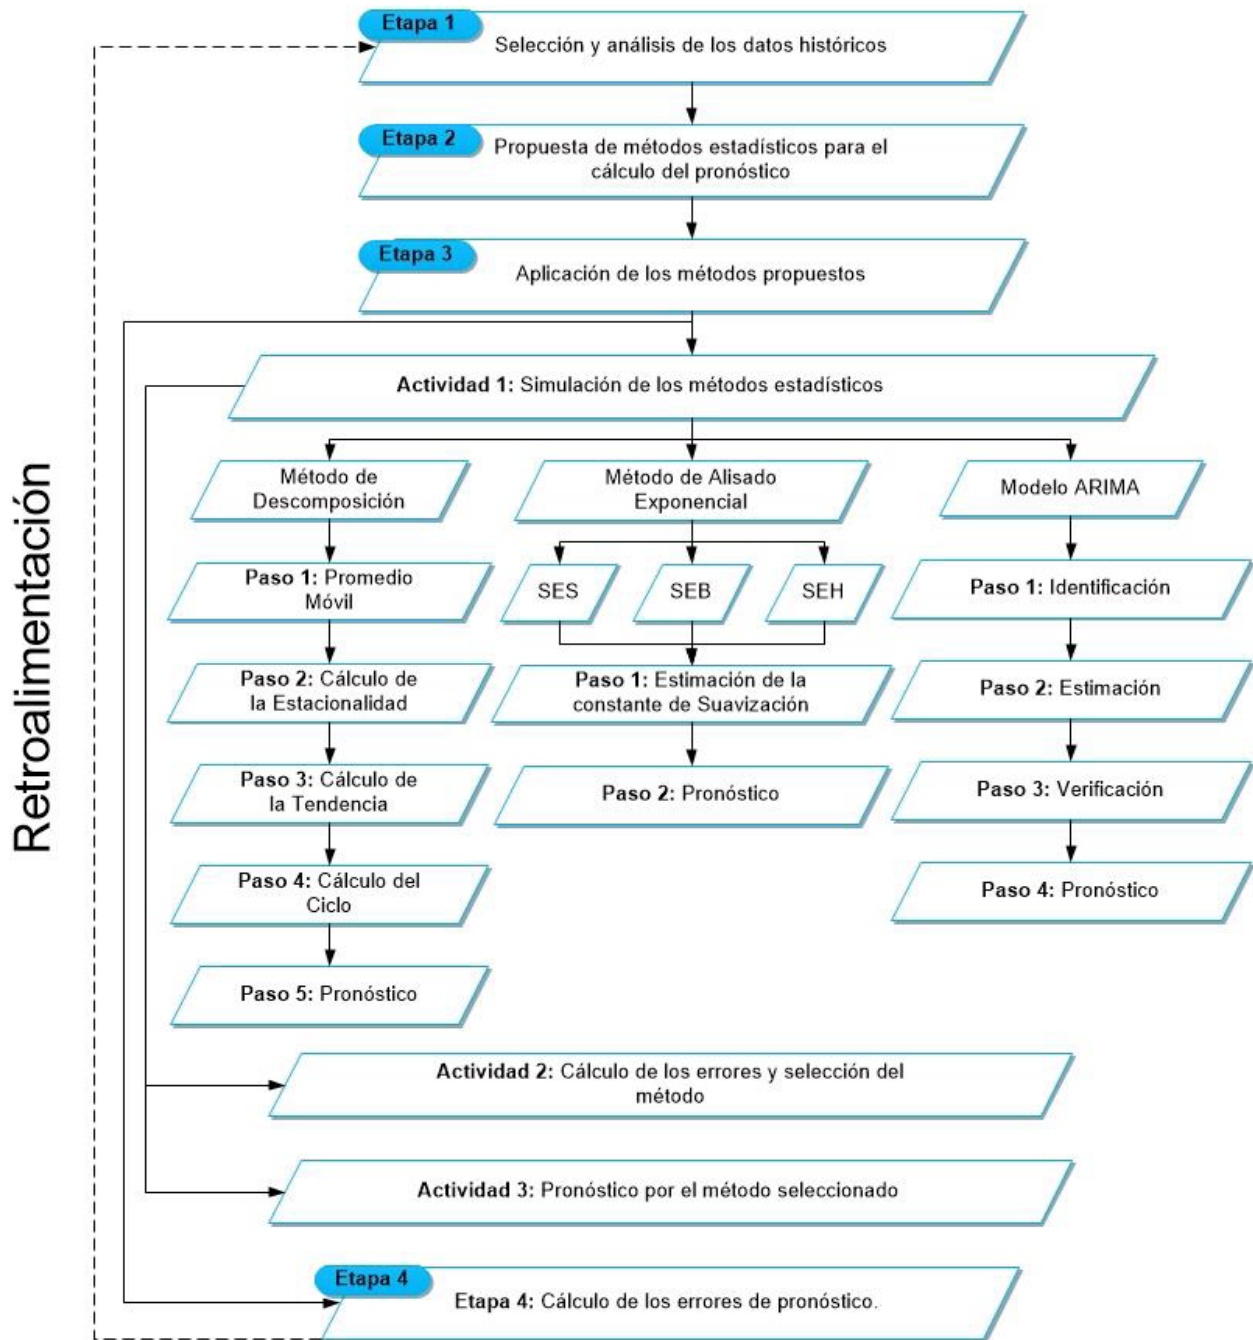 Retroalimentación
Etapa 1
Selección y análisis de los datos históricos
Etapa 2
Propuesta de métodos estadísticos para el
cálculo del pronóstico
Etapa 3
Aplicación de los métodos propuestos
Actividad 1: Simulación de los métodos estadísticos
Método de
Descomposición
Paso 1: Promedio
Móvil
Paso 2: Cálculo de
la Estacionalidad
Paso 3: Cálculo de
la Tendencia
Paso 4: Cálculo del
Ciclo
Paso 5: Pronóstico
Método de Alisado
Exponencial
SES
SEB
SEH
Paso 1: Estimación de la
constante de Suavización
Paso 2: Pronóstico
Modelo ARIMA
Paso 1: Identificación
Paso 2: Estimación
Paso 3: Verificación
Paso 4: Pronóstico
Actividad 2: Cálculo de los errores y selección del
método
Actividad 3: Pronóstico por el método seleccionado
Etapa 4
Etapa 4: Cálculo de los errores de pronóstico.